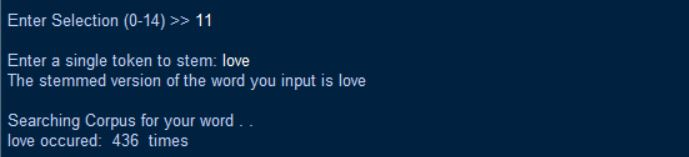 Enter Selection (0-14) >> 11
Enter a single token to stem: love
The stemmed version of the word you input is love
Searching Corpus for your word . .
love occured:  436  times